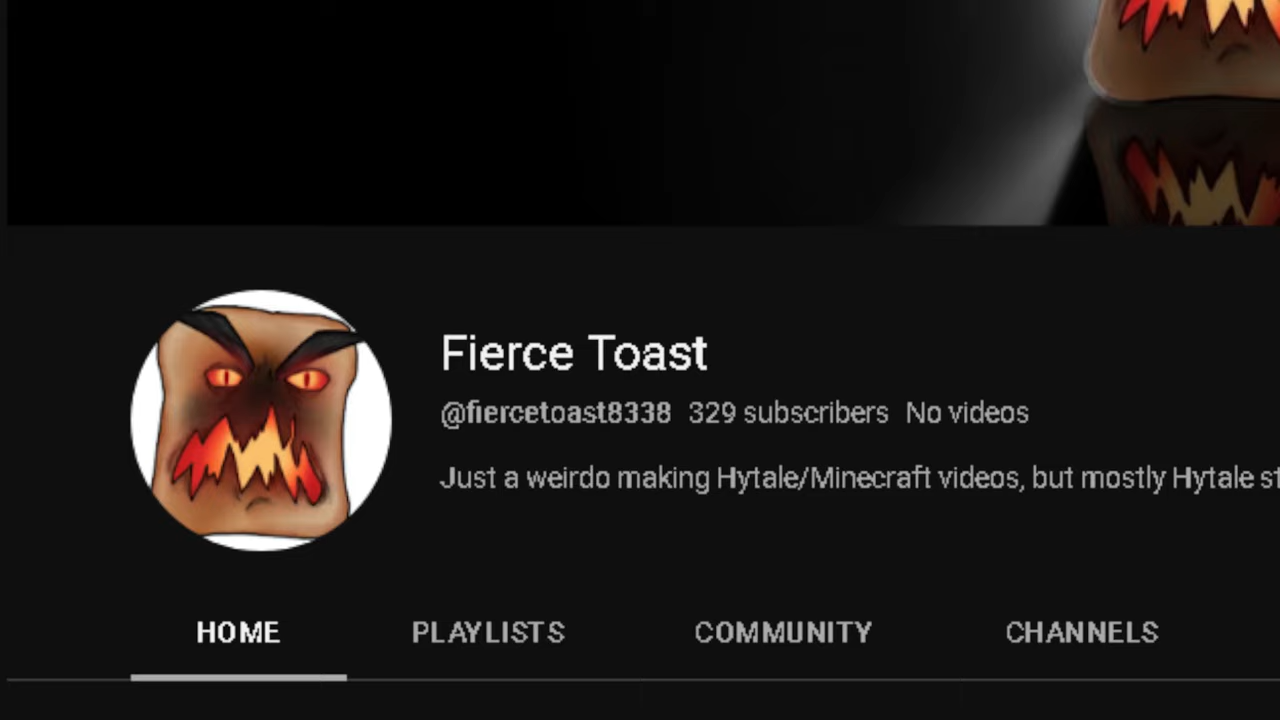 Fierce Toast
@fiercetoast8338 329 subscribers No videos
Just a weirdo making Hytale/Minecraft videos, but mostly Hytale st
HOME PLAYLISTS COMMUNITY CHANNELS